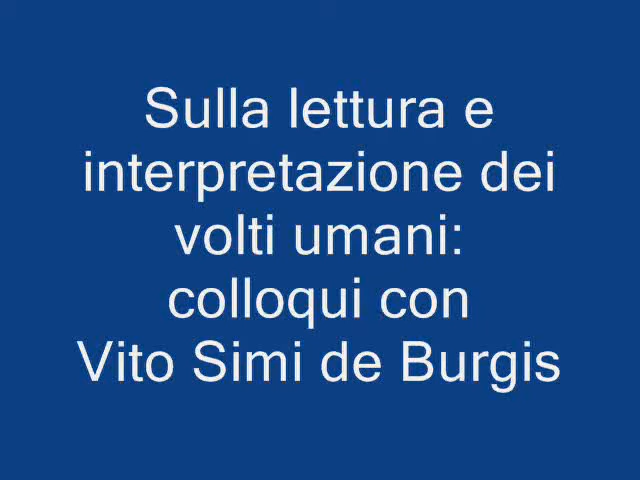 Sulla lettura e
interpretazione dei
volti umani:
colloqui con
Vito Simi de Burgis